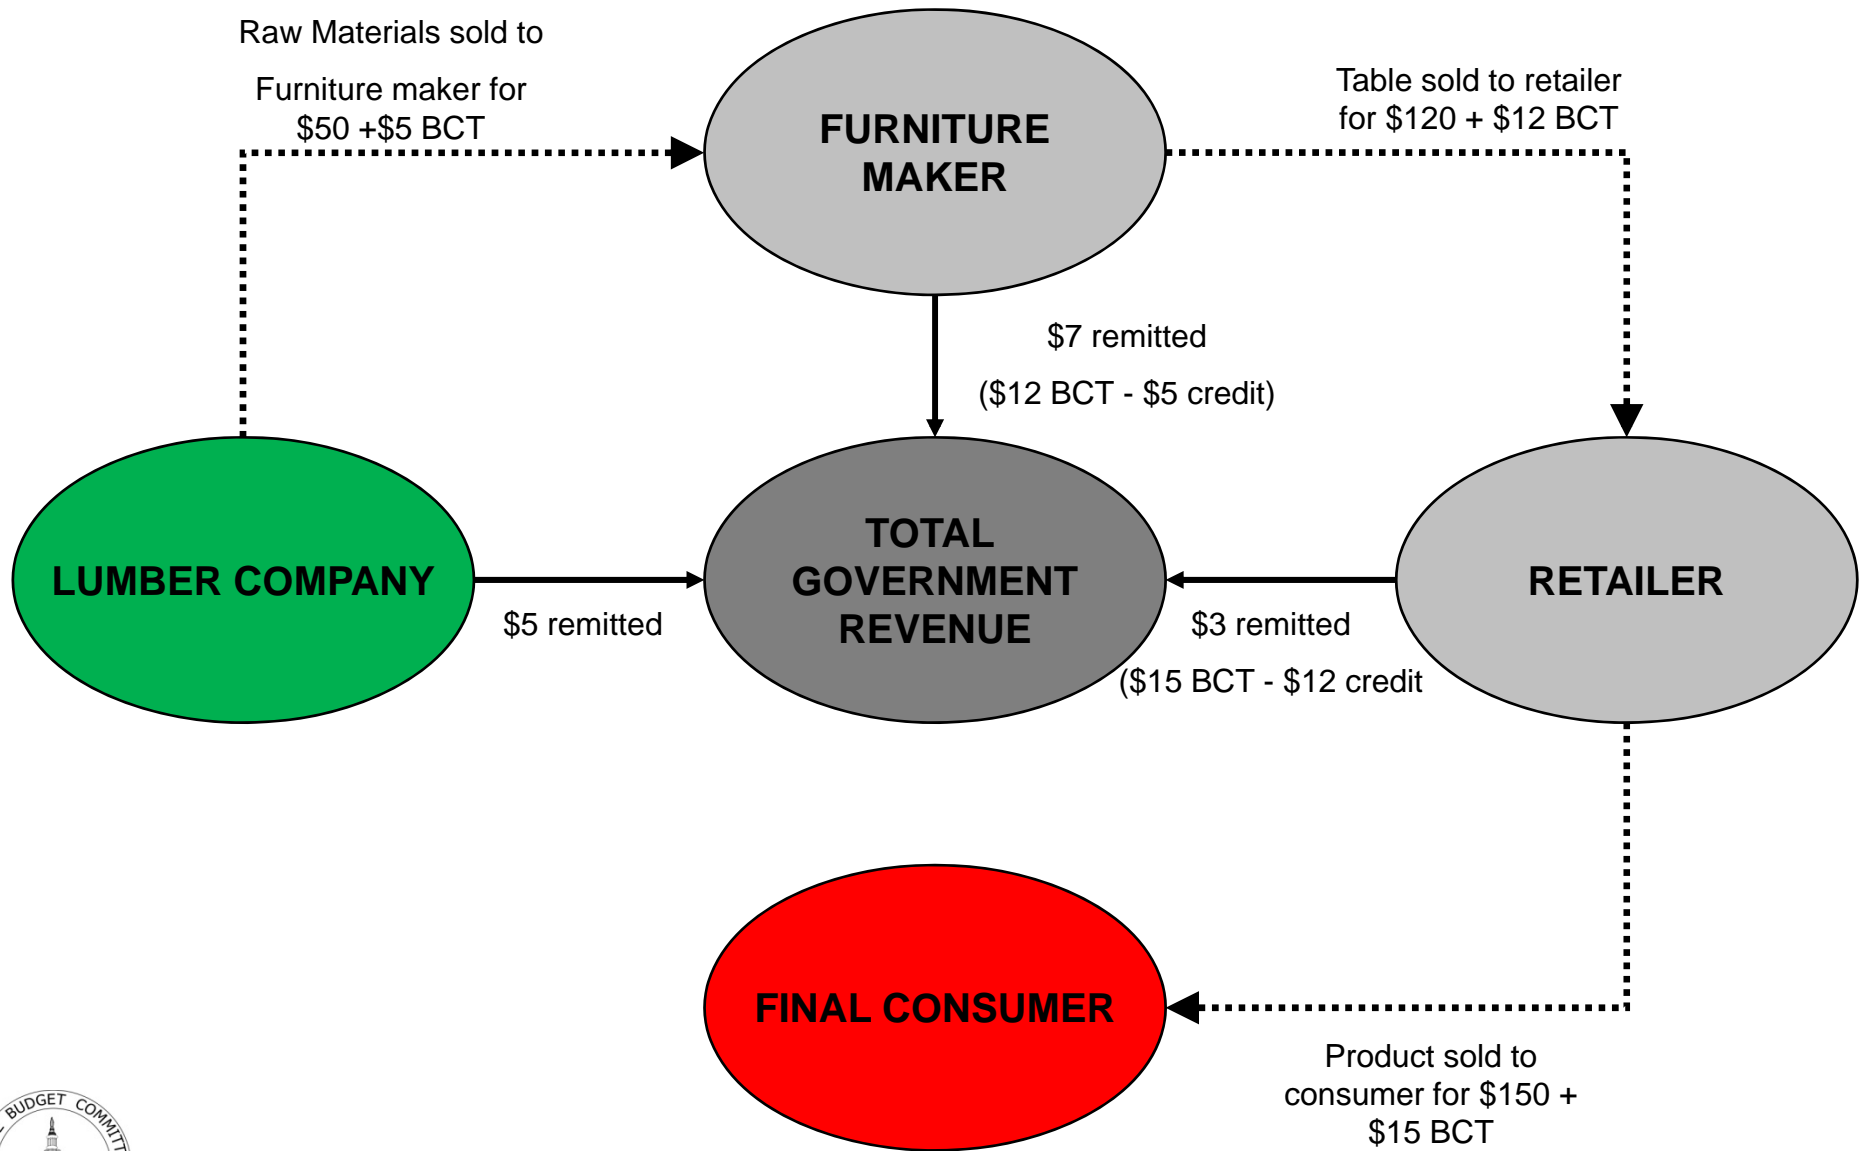 Raw Materials sold to
Furniture maker for
$50 +$5 BCT
FURNITURE
MAKER
Table sold to retailer
for $120 + $12 BCT
$7 remitted
($12 BCT - $5 credit)
LUMBER COMPANY
$5 remitted
TOTAL
GOVERNMENT
REVENUE
$3 remitted
($15 BCT - $12 credit
RETAILER
FINAL CONSUMER
Product sold to
consumer for $150 +
$15 BCT
BUDGET